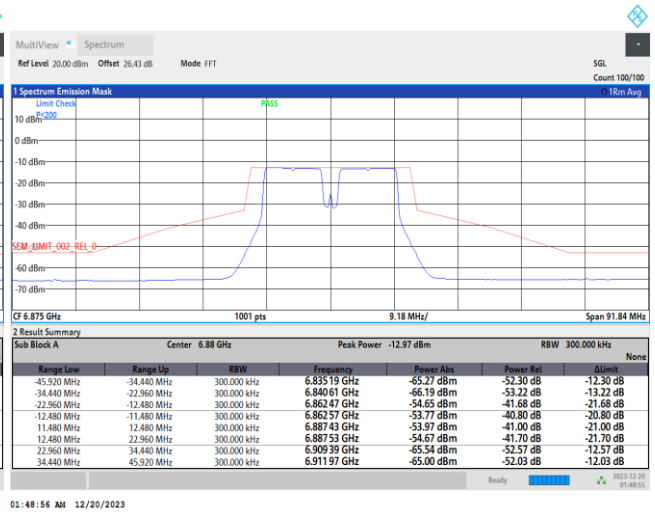 MultiView Spectrum
Ref Level 20.00 dBm Offset 26.43 dB Mode FFT SGL
Count 100/100
1 Spectrum Emission Mask 1Rm Avg
Limit Check PASS
P<200
10 dBm
0 dBm
-10 dBm
-20 dBm
-30 dBm
-40 dBm
SEM_LIMIT_002_REL_0
-60 dBm
-70 dBm
CF 6.875 GHz 1001 pts 9.18 MHz/ Span 91.84 MHz
2 Result Summary
Sub Block A Center 6.88 GHz Peak Power -12.97 dBm RBW 300.000 kHz
None
Range Low Range Up RBW Frequency Power Abs Power Rel ΔLimit
-45.920 MHz -34.440 MHz 300.000 kHz 6.835 19 GHz -65.27 dBm -52.30 dB -12.30 dB
-34.440 MHz -22.960 MHz 300.000 kHz 6.840 61 GHz -66.19 dBm -53.22 dB -13.22 dB
-22.960 MHz -12.480 MHz 300.000 kHz 6.862 47 GHz -54.65 dBm -41.68 dB -21.68 dB
-12.480 MHz -11.480 MHz 300.000 kHz 6.862 57 GHz -53.77 dBm -40.80 dB -20.80 dB
11.480 MHz 12.480 MHz 300.000 kHz 6.887 43 GHz -53.97 dBm -41.00 dB -21.00 dB
12.480 MHz 22.960 MHz 300.000 kHz 6.887 53 GHz -54.67 dBm -41.70 dB -21.70 dB
22.960 MHz 34.440 MHz 300.000 kHz 6.909 39 GHz -65.54 dBm -52.57 dB -12.57 dB
34.440 MHz 45.920 MHz 300.000 kHz 6.911 97 GHz -65.00 dBm -52.03 dB -12.03 dB
Ready 2023-12-20
01:48:55
01:48:56 AM 12/20/2023